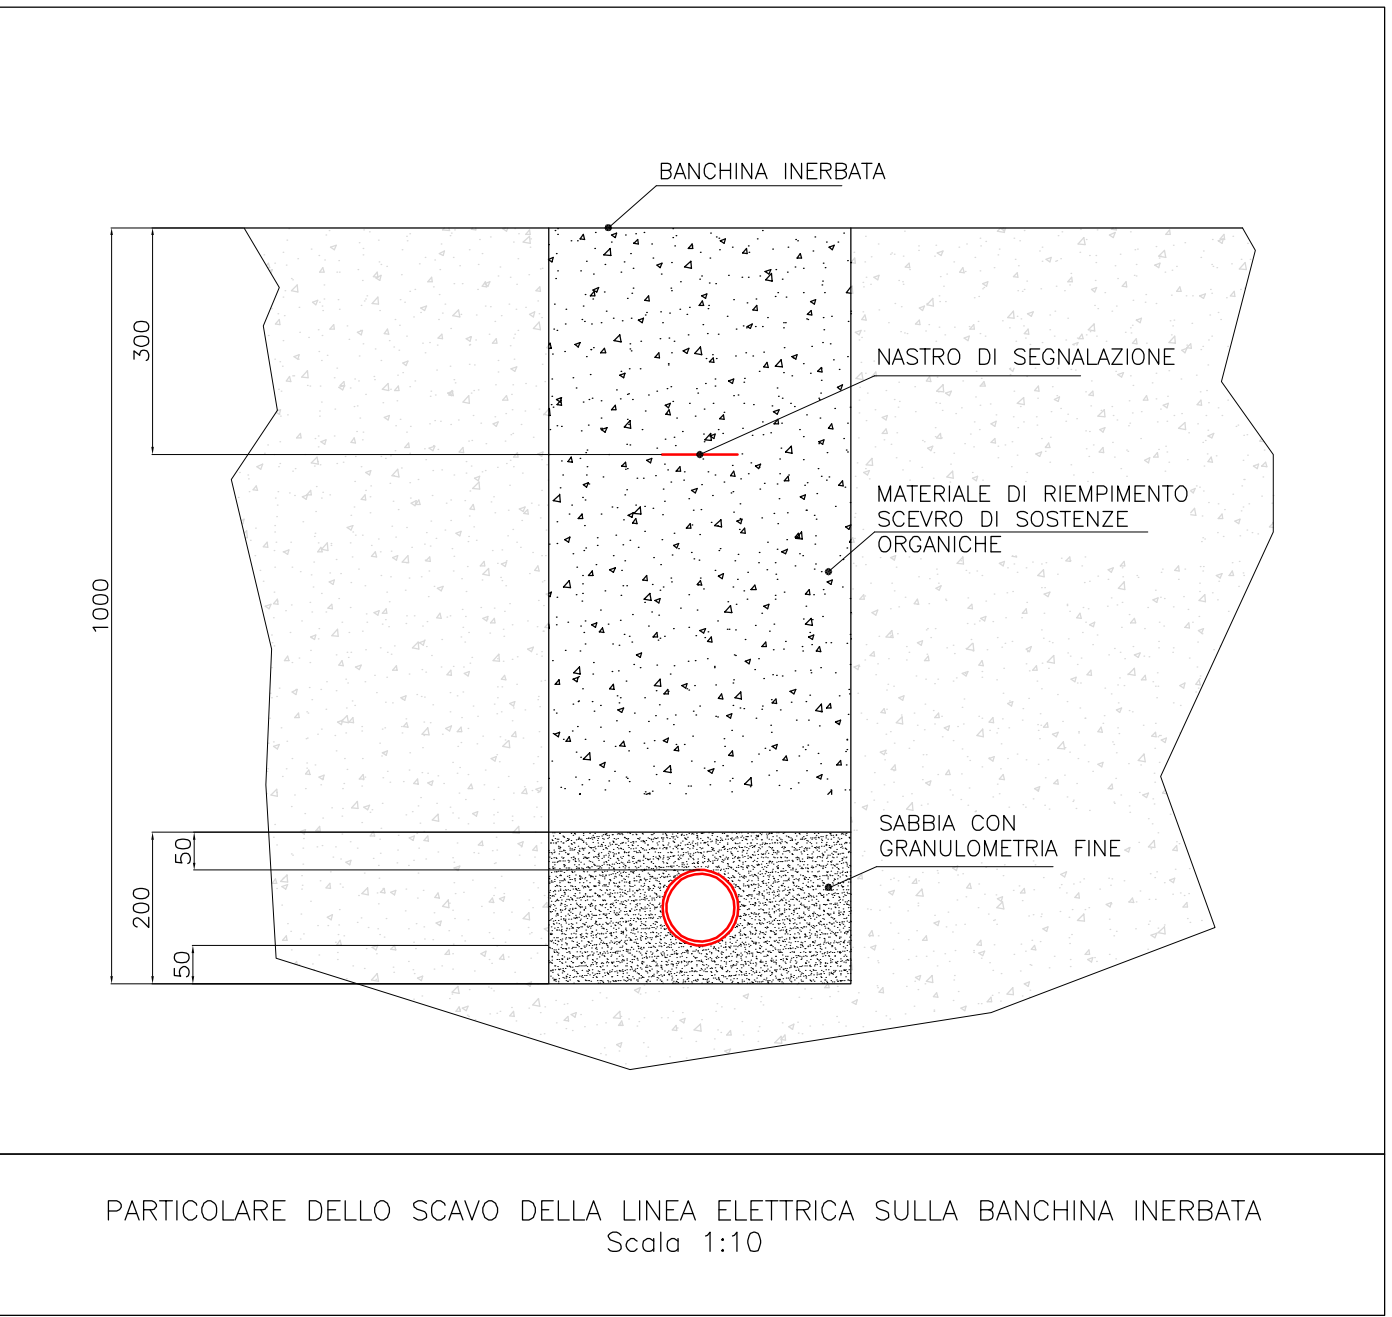 BANCHINA INERBATA
300
NASTRO DI SEGNALAZIONE
MATERIALE DI RIEMPIMENTO
SCEVRO DI SOSTENZE
ORGANICHE
1000
SABBIA CON
GRANULOMETRIA FINE
50
200
50
PARTICOLARE DELLO SCAVO DELLA LINEA ELETTRICA SULLA BANCHINA INERBATA
Scala 1:10